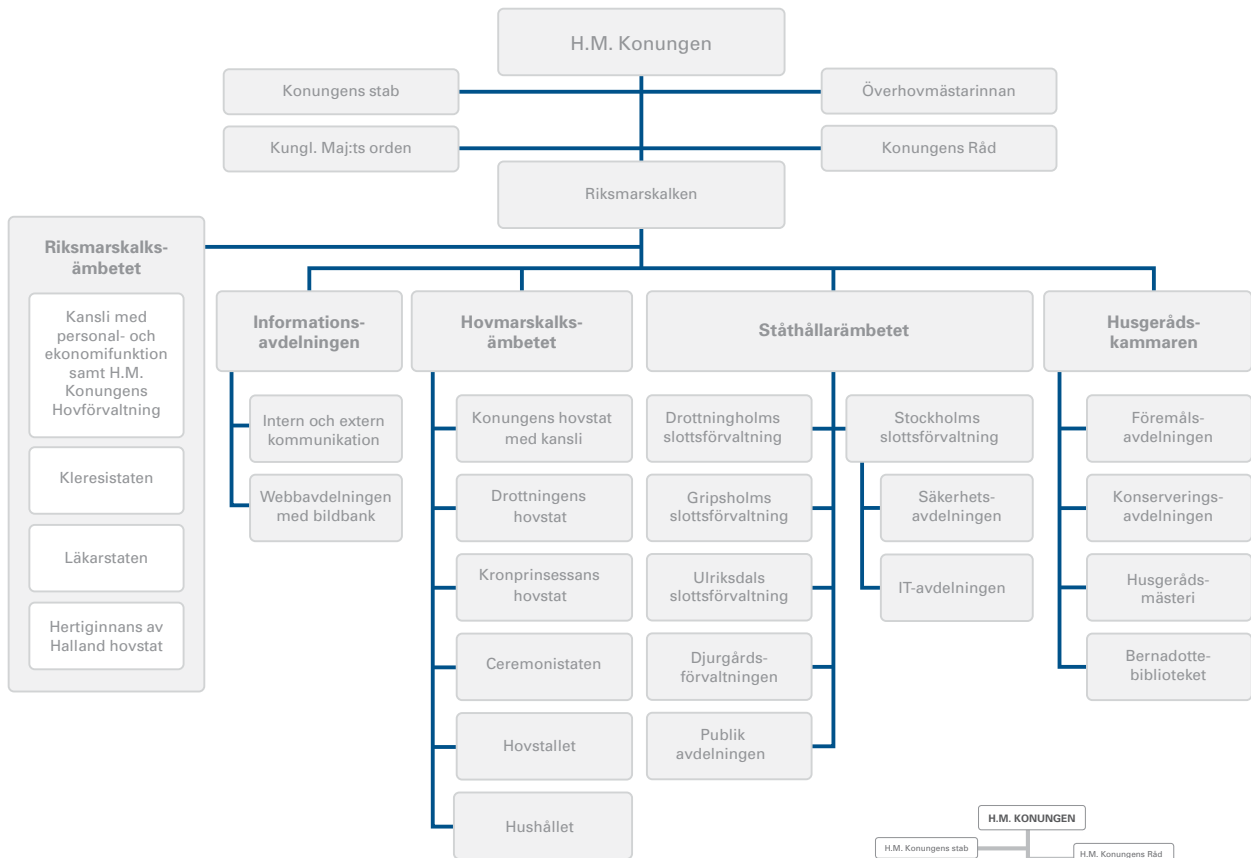 H.M. Konungen
Konungens stab
Överhovmästarinnan
Kungl. Maj:ts orden
Konungens Råd
Riksmarskalken
Riksmarskalks-
ämbetet
Kansli med
personal- och
ekonomifunktion
samt H.M.
Konungens
Hovförvaltning
Kleresistaten
Läkarstaten
Hertiginnans av
Halland hovstat
Informations-
avdelningen
Intern och extern
kommunikation
Webbavdelningen
med bildbank
Hovmarskalks-
ämbetet
Konungens hovstat
med kansli
Drottningens
hovstat
Kronprinsessans
hovstat
Ceremonistaten
Hovstallet
Hushållet
Ståthållarämbetet
Drottningholms
slottsförvaltning
Gripsholms
slottsförvaltning
Ulriksdals
slottsförvaltning
Djurgårds-
förvaltningen
Publik
avdelningen
Stockholms
slottsförvaltning
Säkerhets-
avdelningen
IT-avdelningen
Husgeråds-
kammaren
Föremåls-
avdelningen
Konserverings-
avdelningen
Husgeråds-
mästeri
Bernadotte-
biblioteket
H.M. KONUNGEN
H.M. Konungens stab
H.M. Konungens Råd